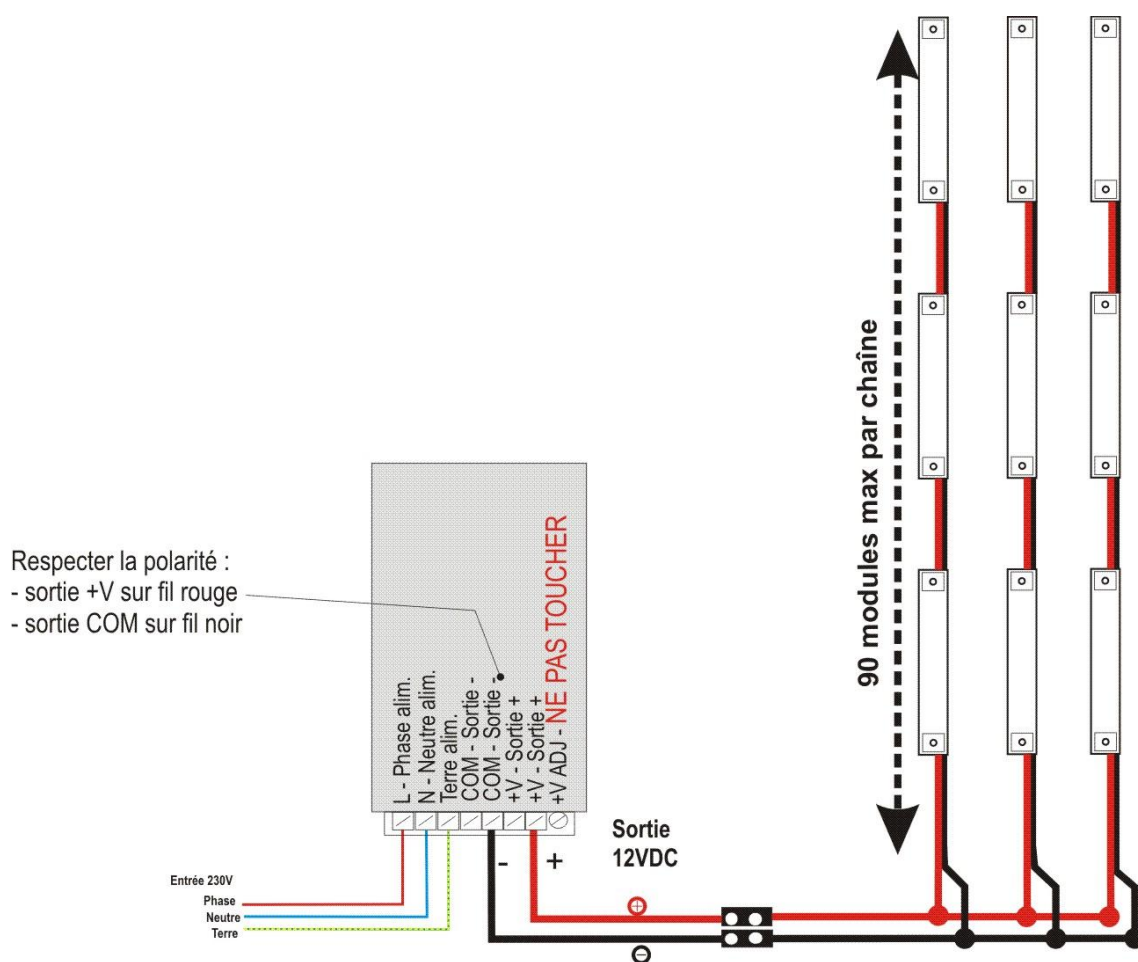 90 modules max par chaîne
Respecter la polarité :
- sortie +V sur fil rouge
- sortie COM sur fil noir
L - Phase alim.
N - Neutre alim.
Terre alim.
COM - Sortie -
COM - Sortie -
+V - Sortie +
+V - Sortie +
+V ADJ - NE PAS TOUCHER
- +
Sortie
12VDC
Entrée 230V
Phase
Neutre
Terre
+
-